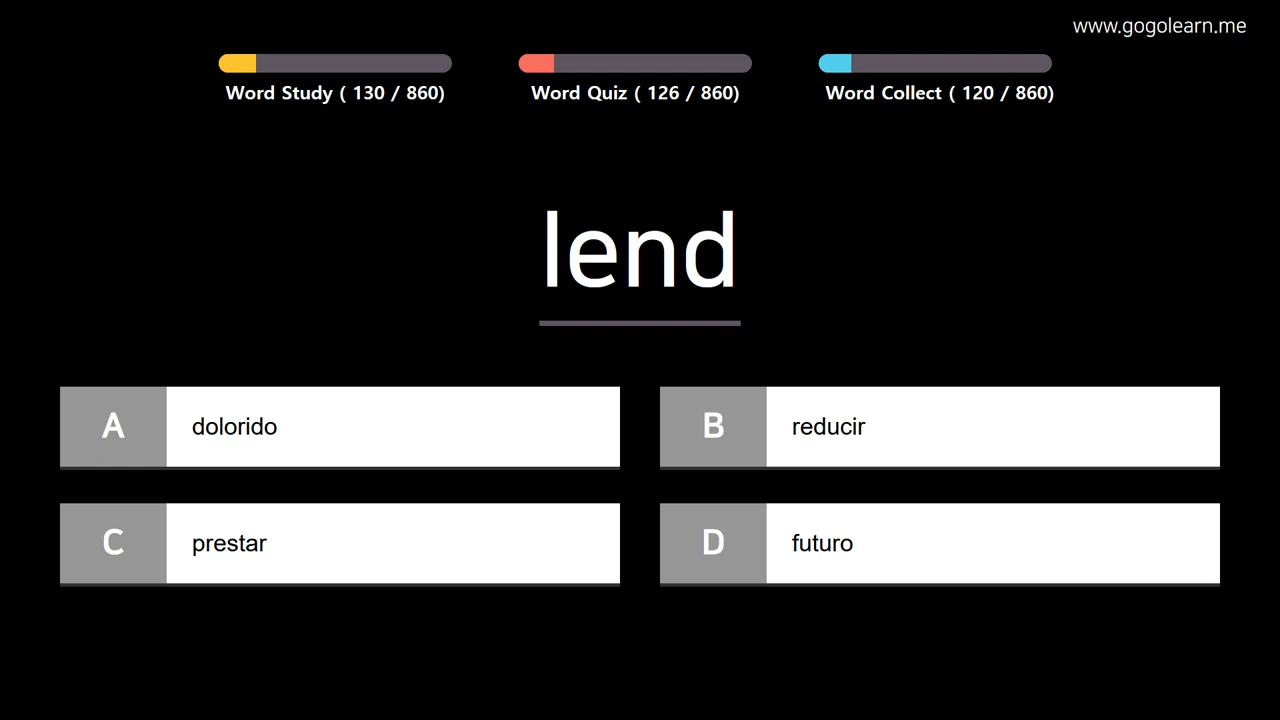 www.gogolearn.me
Word Study ( 130 / 860)
Word Quiz ( 126 / 860)
Word Collect ( 120 / 860)
lend
A dolorido
B reducir
C prestar
D futuro